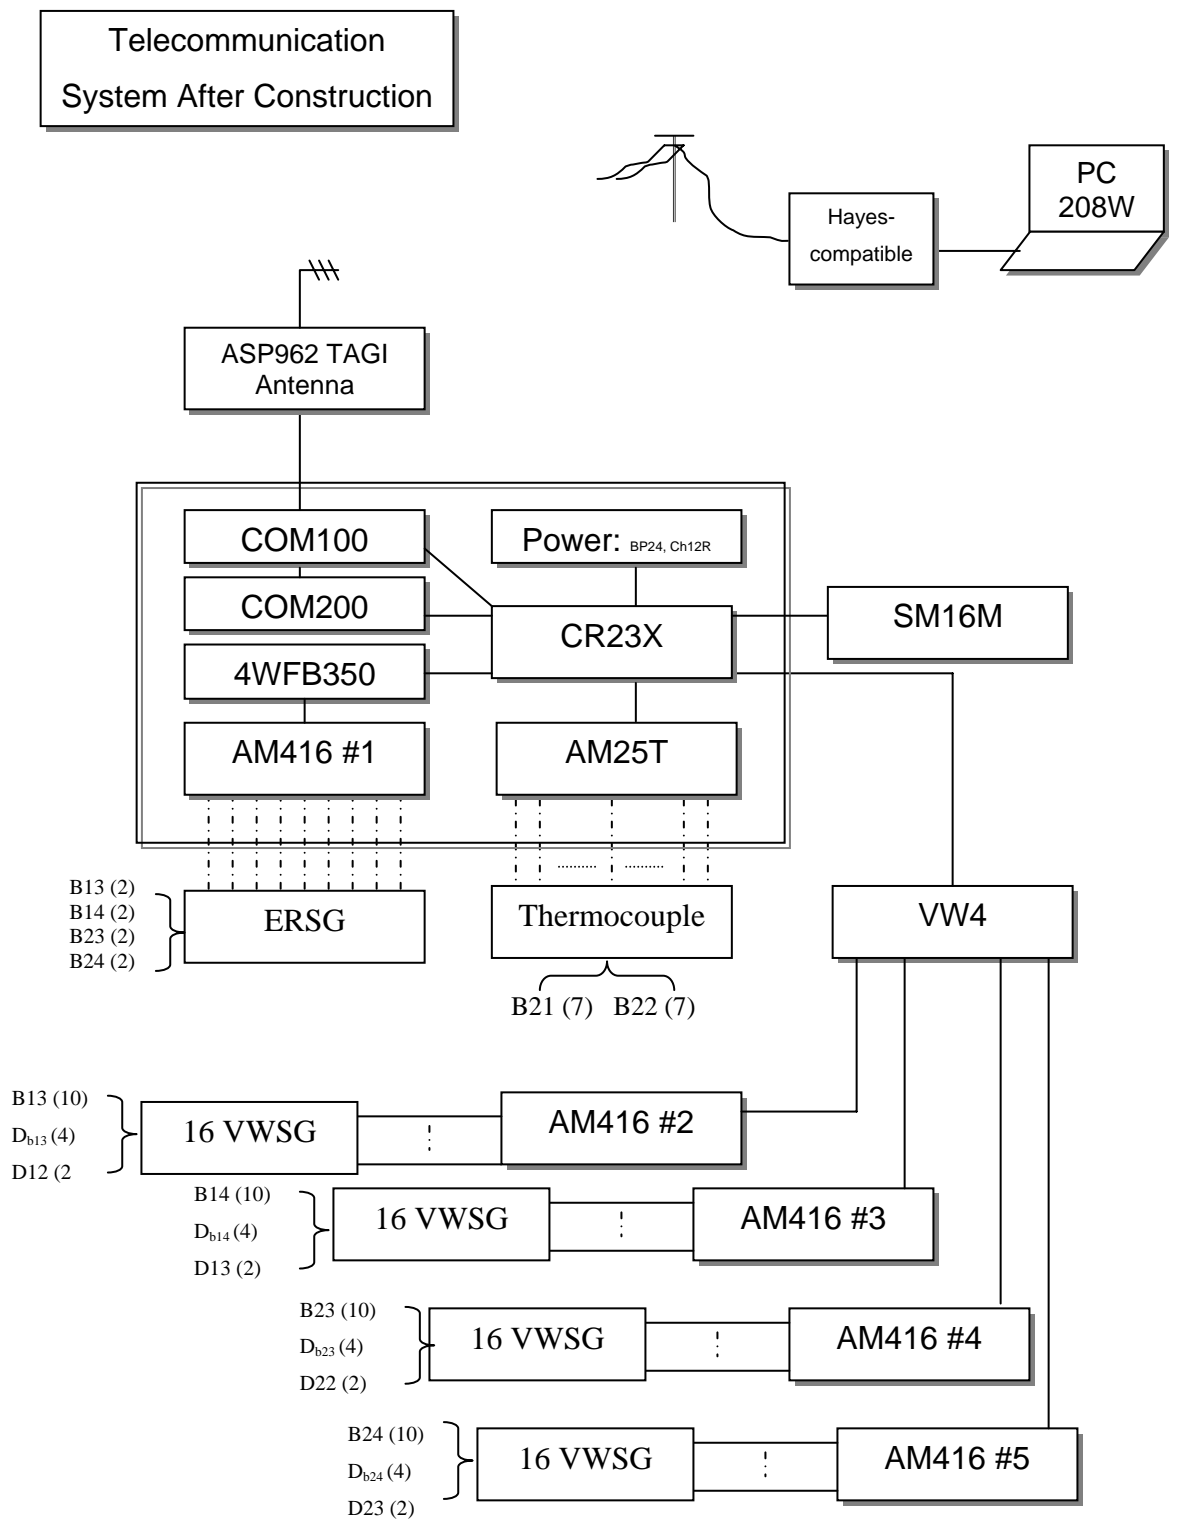 Telecommunication
System After Construction
PC
208W
Hayes-
compatible
ASP962 TAGI
Antenna
COM100
Power: BP24, Ch12R
COM200
CR23X
SM16M
4WFB350
AM416 #1
AM25T
B13 (2)
B14 (2)
B23 (2)
B24 (2)
ERSG
Thermocouple
VW4
B21 (7) B22 (7)
B13 (10)
Db13 (4)
D12 (2
16 VWSG
AM416 #2
B14 (10)
Db14 (4)
D13 (2)
16 VWSG
AM416 #3
B23 (10)
Db23 (4)
D22 (2)
16 VWSG
AM416 #4
B24 (10)
Db24 (4)
D23 (2)
16 VWSG
AM416 #5